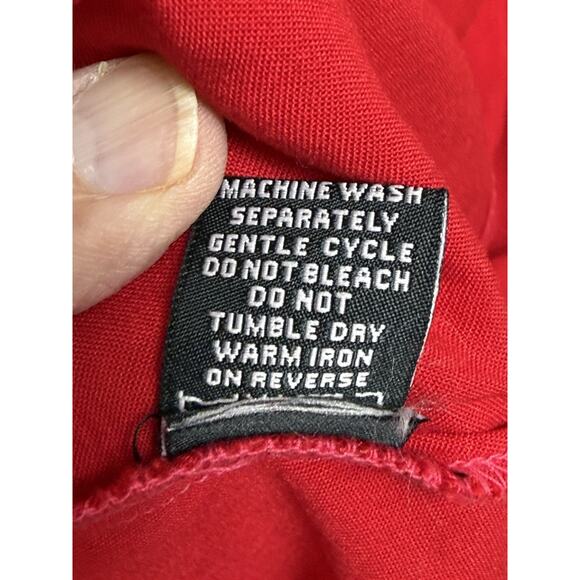 MACHINE WASH
SEPARATELY
GENTLE CYCLE
DO NOT BLEACH
DO NOT
TUMBLE DRY
WARM IRON
ON REVERSE